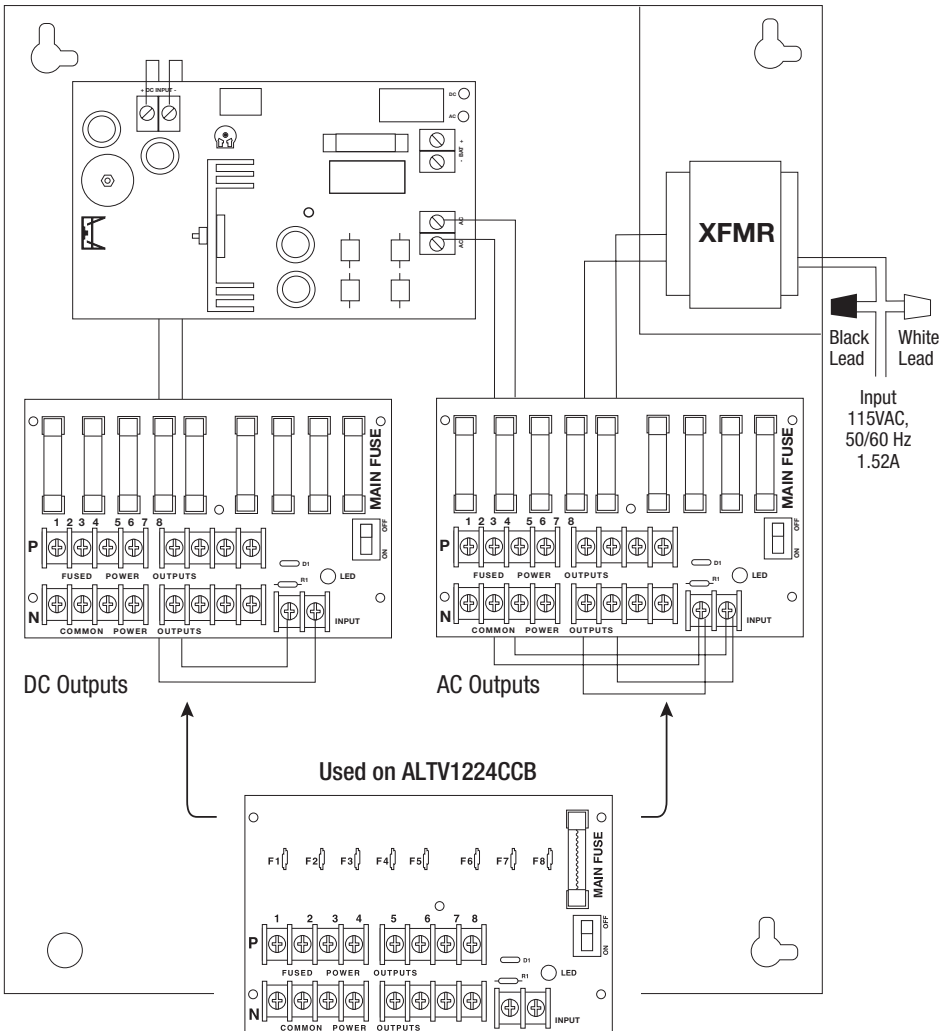 + DC INPUT -
DC
AC
- BAT +
AC
AC
XFMR
Black
Lead
White
Lead
Input
115VAC,
50/60 Hz
1.52A
MAIN FUSE
1 2 3 4 5 6 7 8
OFF
ON
P
D1
FUSED POWER OUTPUTS
LED
R1
N
INPUT
COMMON POWER OUTPUTS
DC Outputs
MAIN FUSE
1 2 3 4 5 6 7 8
OFF
ON
P
D1
FUSED POWER OUTPUTS
LED
R1
N
INPUT
COMMON POWER OUTPUTS
AC Outputs
Used on ALTV1224CCB
F1 F2 F3 F4 F5 F6 F7 F8
MAIN FUSE
1 2 3 4 5 6 7 8
OFF
ON
P
D1
FUSED POWER OUTPUTS
LED
R1
N
INPUT
COMMON POWER OUTPUTS